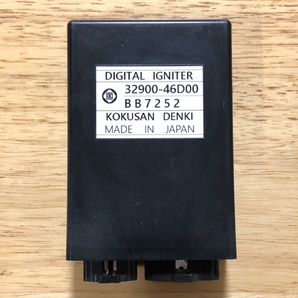 DIGITAL IGNITER
32900-46D00
BB7252
KOKUSAN DENKI
MADE IN JAPAN